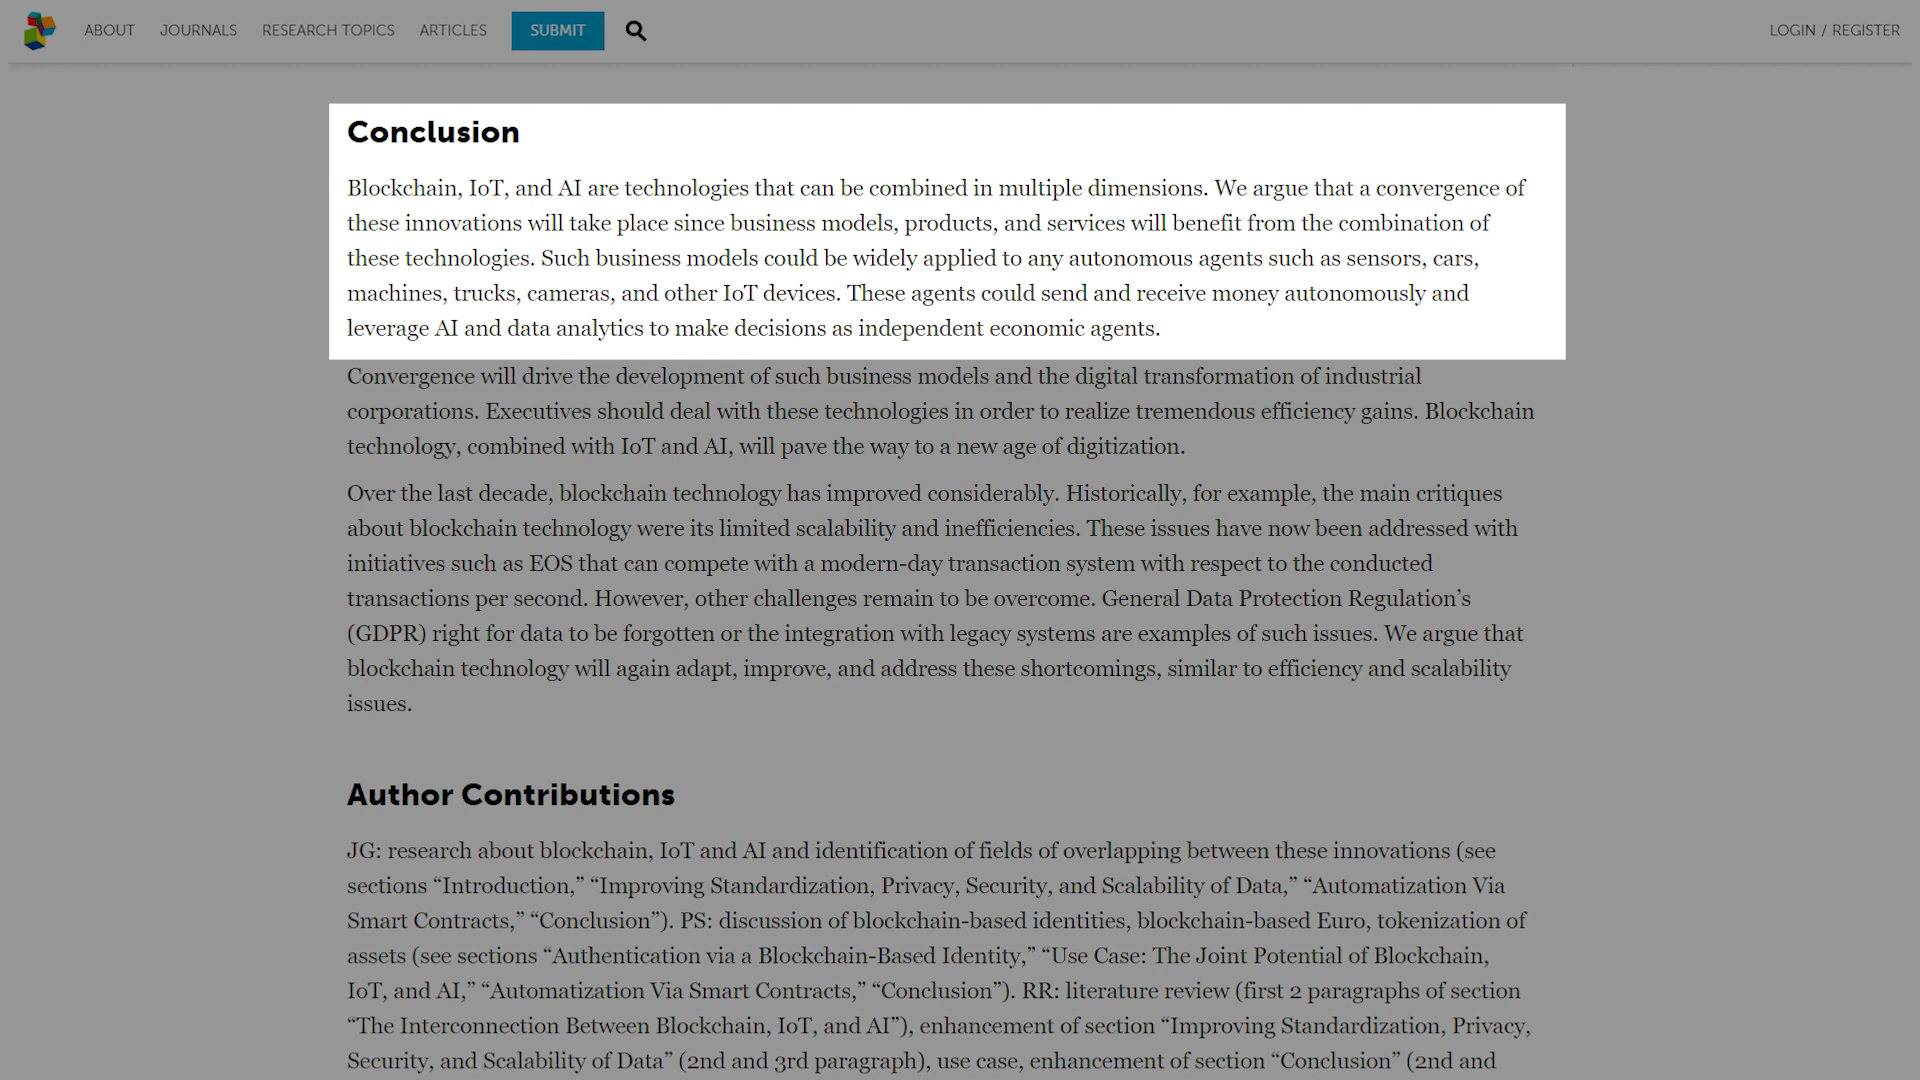 ABOUT JOURNALS RESEARCH TOPICS ARTICLES SUBMIT LOGIN / REGISTER
Conclusion
Blockchain, IoT, and AI are technologies that can be combined in multiple dimensions. We argue that a convergence of
these innovations will take place since business models, products, and services will benefit from the combination of
these technologies. Such business models could be widely applied to any autonomous agents such as sensors, cars,
machines, trucks, cameras, and other IoT devices. These agents could send and receive money autonomously and
leverage AI and data analytics to make decisions as independent economic agents.
Convergence will drive the development of such business models and the digital transformation of industrial
corporations. Executives should deal with these technologies in order to realize tremendous efficiency gains. Blockchain
technology, combined with IoT and AI, will pave the way to a new age of digitization.
Over the last decade, blockchain technology has improved considerably. Historically, for example, the main critiques
about blockchain technology were its limited scalability and inefficiencies. These issues have now been addressed with
initiatives such as EOS that can compete with a modern-day transaction system with respect to the conducted
transactions per second. However, other challenges remain to be overcome. General Data Protection Regulation’s
(GDPR) right for data to be forgotten or the integration with legacy systems are examples of such issues. We argue that
blockchain technology will again adapt, improve, and address these shortcomings, similar to efficiency and scalability
issues.
Author Contributions
JG: research about blockchain, IoT and AI and identification of fields of overlapping between these innovations (see
sections “Introduction,” “Improving Standardization, Privacy, Security, and Scalability of Data,” “Automatization Via
Smart Contracts,” “Conclusion”). PS: discussion of blockchain-based identities, blockchain-based Euro, tokenization of
assets (see sections “Authentication via a Blockchain-Based Identity,” “Use Case: The Joint Potential of Blockchain,
IoT, and AI,” “Automatization Via Smart Contracts,” “Conclusion”). RR: literature review (first 2 paragraphs of section
“The Interconnection Between Blockchain, IoT, and AI”), enhancement of section “Improving Standardization, Privacy,
Security, and Scalability of Data” (2nd and 3rd paragraph), use case, enhancement of section “Conclusion” (2nd and